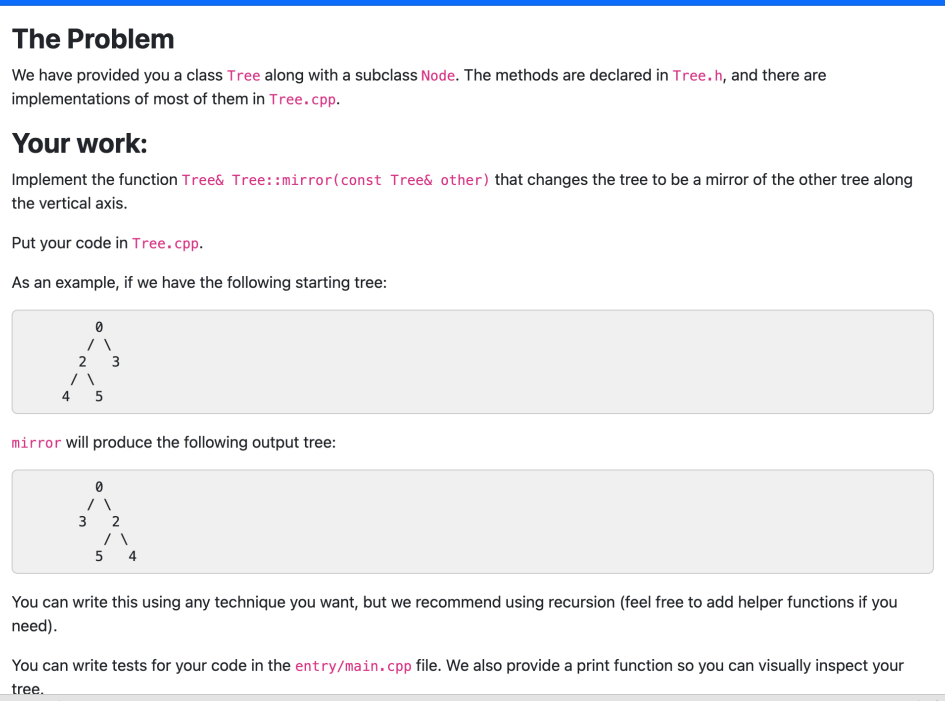 The Problem
We have provided you a class Tree along with a subclass Node. The methods are declared in Tree.h, and there are
implementations of most of them in Tree.cpp.
Your work:
Implement the function Tree& Tree::mirror(const Tree& other) that changes the tree to be a mirror of the other tree along
the vertical axis.
Put your code in Tree.cpp.
As an example, if we have the following starting tree:
0
/ \
2   3
/ \
4   5
mirror will produce the following output tree:
0
/ \
3   2
/ \
5   4
You can write this using any technique you want, but we recommend using recursion (feel free to add helper functions if you
need).
You can write tests for your code in the entry/main.cpp file. We also provide a print function so you can visually inspect your
tree.